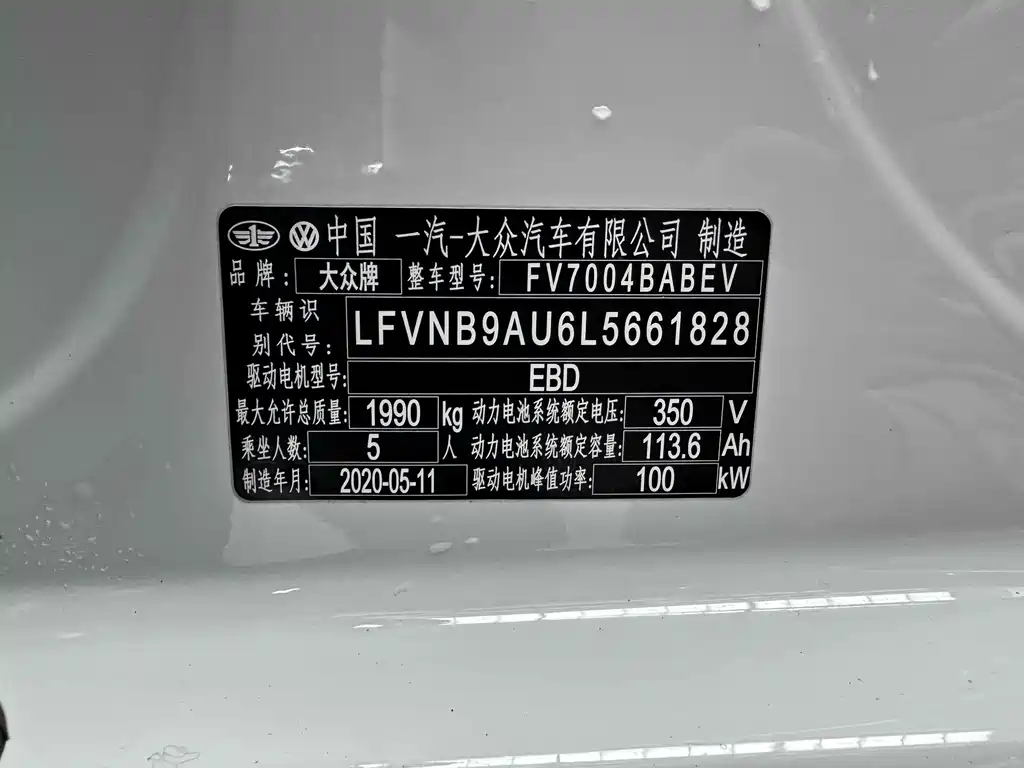 中国 一汽-大众汽车有限公司 制造
品牌: 大众牌 整车型号: FV7004BABEV
车辆识别代号: LFVNB9AU6L5661828
驱动电机型号: EBD
最大允许总质量: 1990 kg 动力电池系统额定电压: 350 V
乘坐人数: 5 人 动力电池系统额定容量: 113.6 Ah
制造年月: 2020-05-11 驱动电机峰值功率: 100 kW